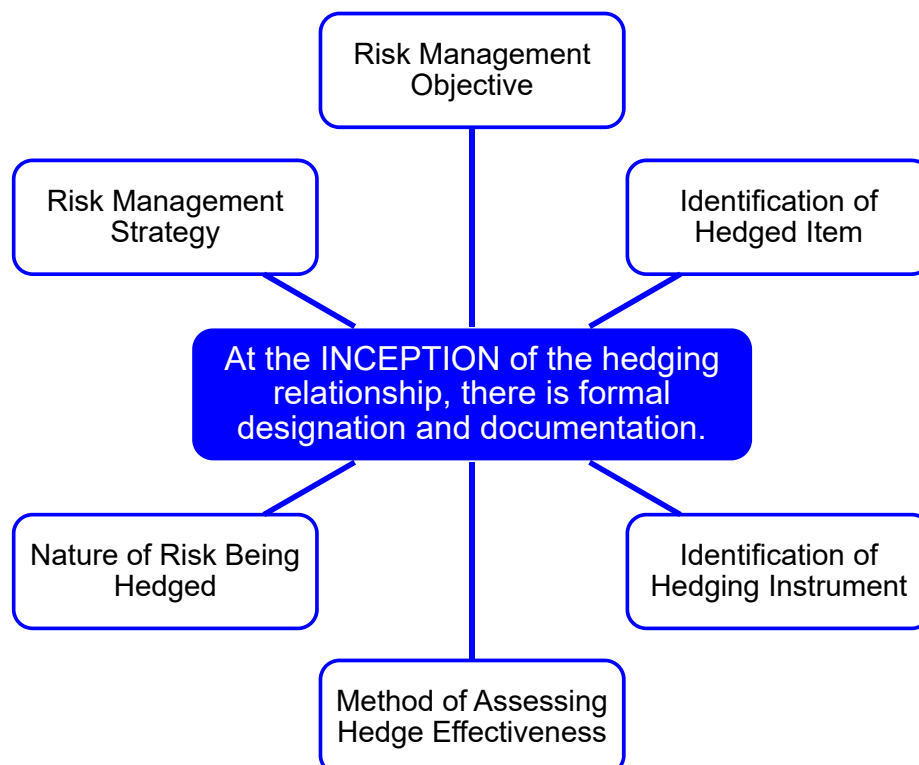 Risk Management
Objective
Risk Management
Strategy
Identification of
Hedged Item
At the INCEPTION of the hedging
relationship, there is formal
designation and documentation.
Nature of Risk Being
Hedged
Identification of
Hedging Instrument
Method of Assessing
Hedge Effectiveness